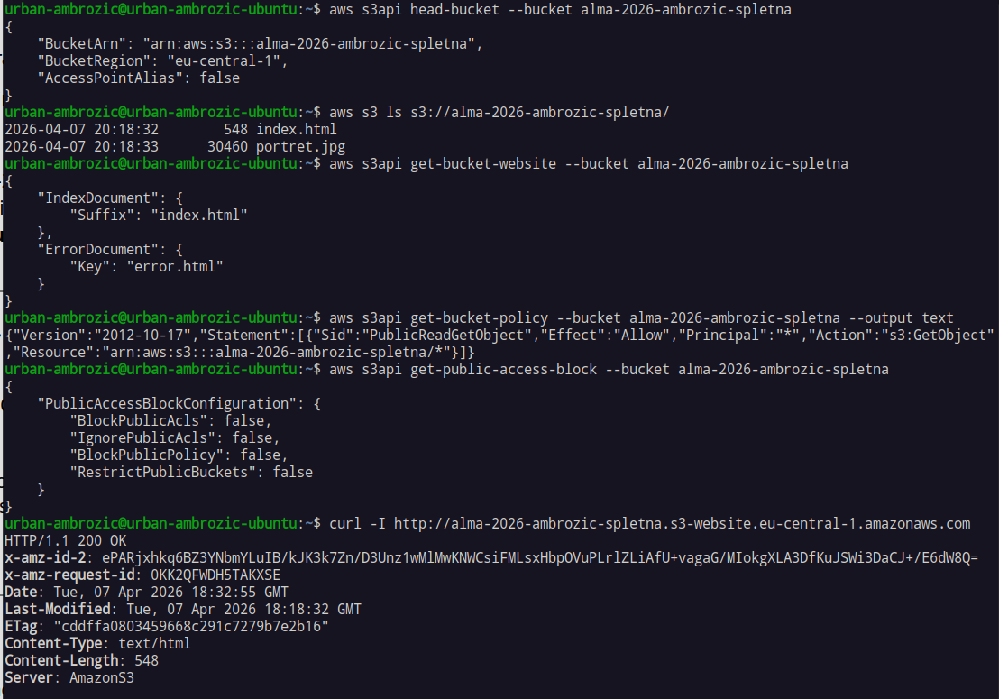 urban-ambrozic@urban-ambrozic-ubuntu:~$ aws s3api head-bucket --bucket alma-2026-ambrozic-spletna
{
    "BucketArn": "arn:aws:s3:::alma-2026-ambrozic-spletna",
    "BucketRegion": "eu-central-1",
    "AccessPointAlias": false
}
urban-ambrozic@urban-ambrozic-ubuntu:~$ aws s3 ls s3://alma-2026-ambrozic-spletna/
2026-04-07 20:18:32        548 index.html
2026-04-07 20:18:33      30460 portret.jpg
urban-ambrozic@urban-ambrozic-ubuntu:~$ aws s3api get-bucket-website --bucket alma-2026-ambrozic-spletna
{
    "IndexDocument": {
        "Suffix": "index.html"
    },
    "ErrorDocument": {
        "Key": "error.html"
    }
}
urban-ambrozic@urban-ambrozic-ubuntu:~$ aws s3api get-bucket-policy --bucket alma-2026-ambrozic-spletna --output text
{"Version":"2012-10-17","Statement":[{"Sid":"PublicReadGetObject","Effect":"Allow","Principal":"*","Action":"s3:GetObject"
,"Resource":"arn:aws:s3:::alma-2026-ambrozic-spletna/*"}]}
urban-ambrozic@urban-ambrozic-ubuntu:~$ aws s3api get-public-access-block --bucket alma-2026-ambrozic-spletna
{
    "PublicAccessBlockConfiguration": {
        "BlockPublicAcls": false,
        "IgnorePublicAcls": false,
        "BlockPublicPolicy": false,
        "RestrictPublicBuckets": false
    }
}
urban-ambrozic@urban-ambrozic-ubuntu:~$ curl -I http://alma-2026-ambrozic-spletna.s3-website.eu-central-1.amazonaws.com
HTTP/1.1 200 OK
x-amz-id-2: ePARjxhkq6BZ3YNbmYLuIB/kJK3k7Zn/D3Unz1wMlMwKNWCsiFMLsxHbpOVuPLrlZLiAfU+vagaG/MIokgXLA3DfKuJSWi3DaCJ+/E6dW8Q=
x-amz-request-id: 0KK2QFWDH5TAKXSE
Date: Tue, 07 Apr 2026 18:32:55 GMT
Last-Modified: Tue, 07 Apr 2026 18:18:32 GMT
ETag: "cddffa0803459668c291c7279b7e2b16"
Content-Type: text/html
Content-Length: 548
Server: AmazonS3